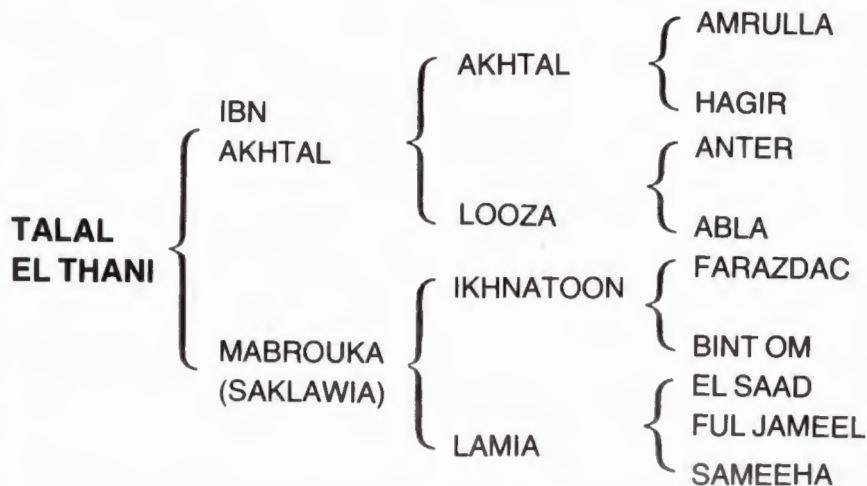 TALAL
EL THANI
IBN
AKHTAL
MABROUKA
(SAKLAWIA)
AKHTAL
LOOZA
IKHNATOON
LAMIA
AMRULLA
HAGIR
ANTER
ABLA
FARAZDAC
BINT OM
EL SAAD
FUL JAMEEL
SAMEEHA